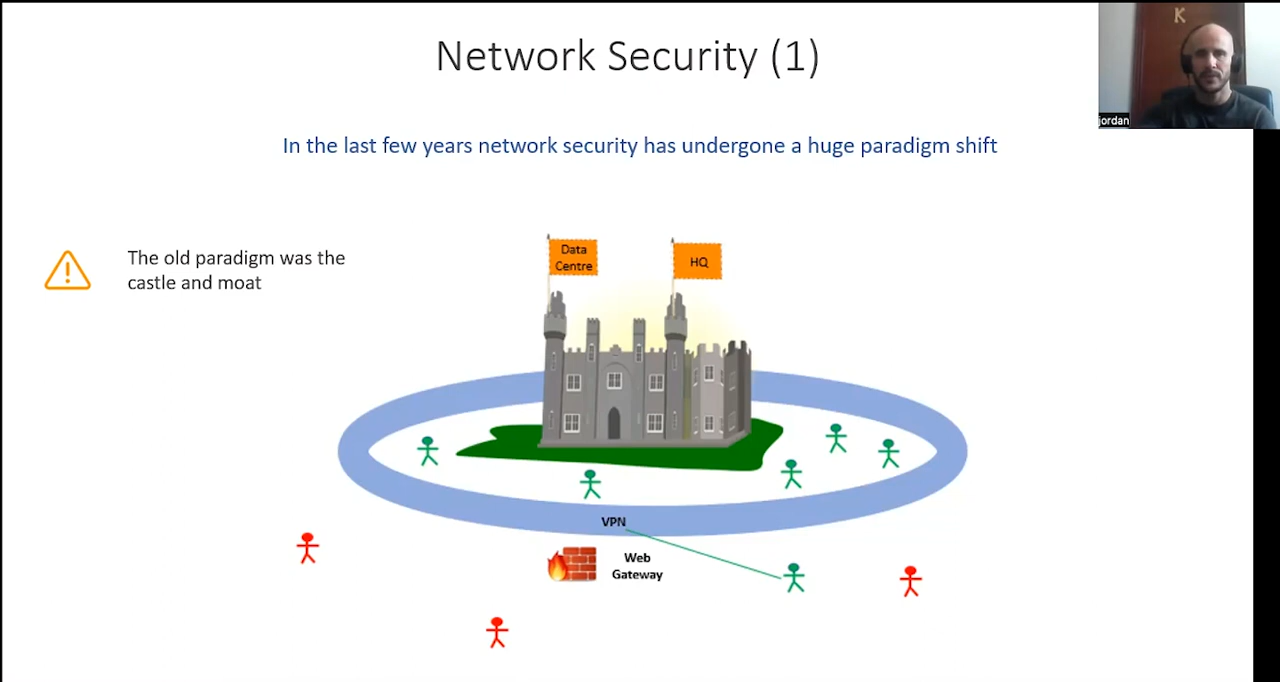 Network Security (1)
K
jordan
In the last few years network security has undergone a huge paradigm shift
The old paradigm was the
castle and moat
Data
Centre
HQ
VPN
Web
Gateway